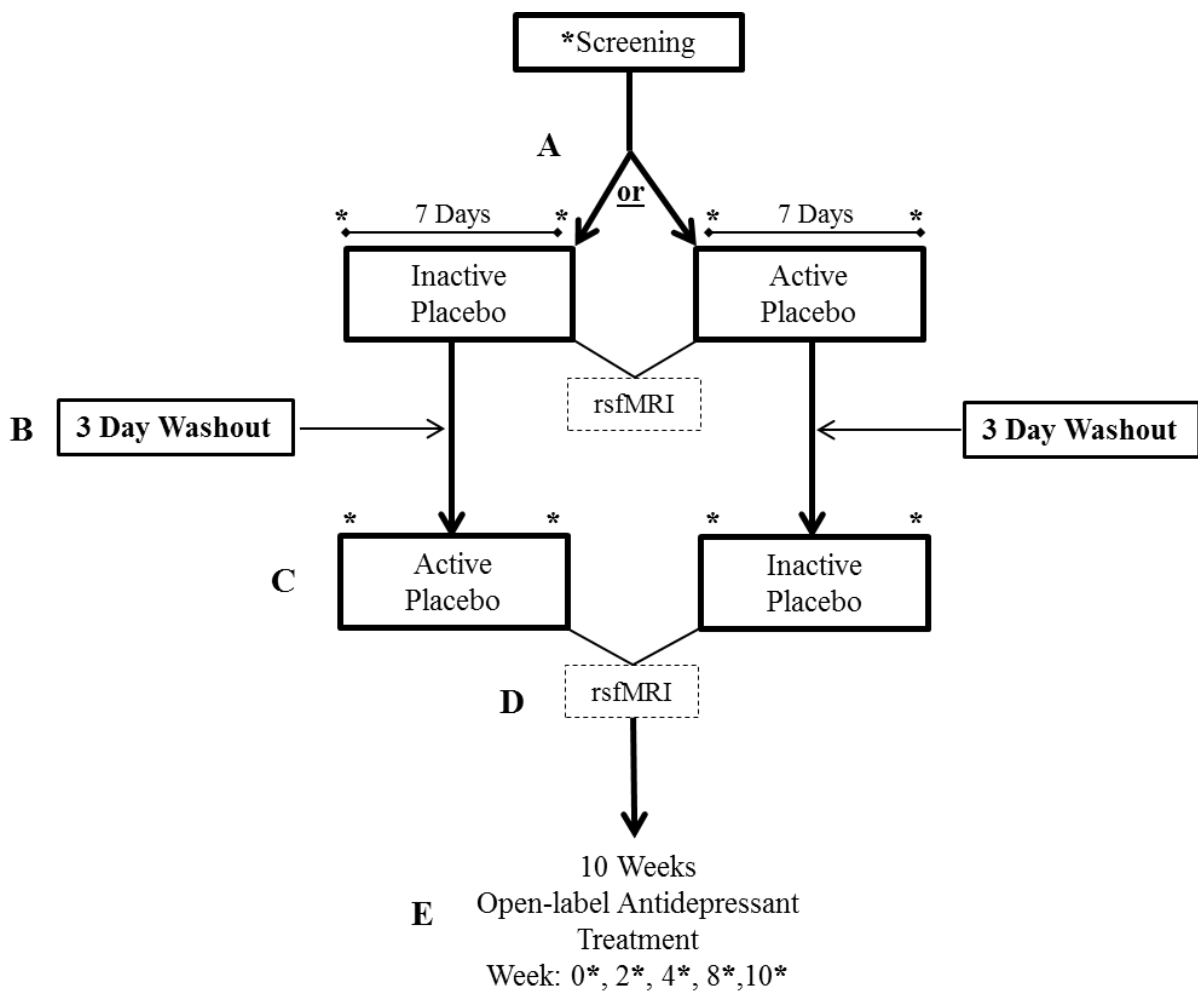 *Screening
A
or
* 7 Days *
* 7 Days *
Inactive
Placebo
Active
Placebo
rsfMRI
B
3 Day Washout
3 Day Washout
* *
* *
C
Active
Placebo
Inactive
Placebo
D
rsfMRI
E
10 Weeks
Open-label Antidepressant
Treatment
Week: 0*, 2*, 4*, 8*,10*